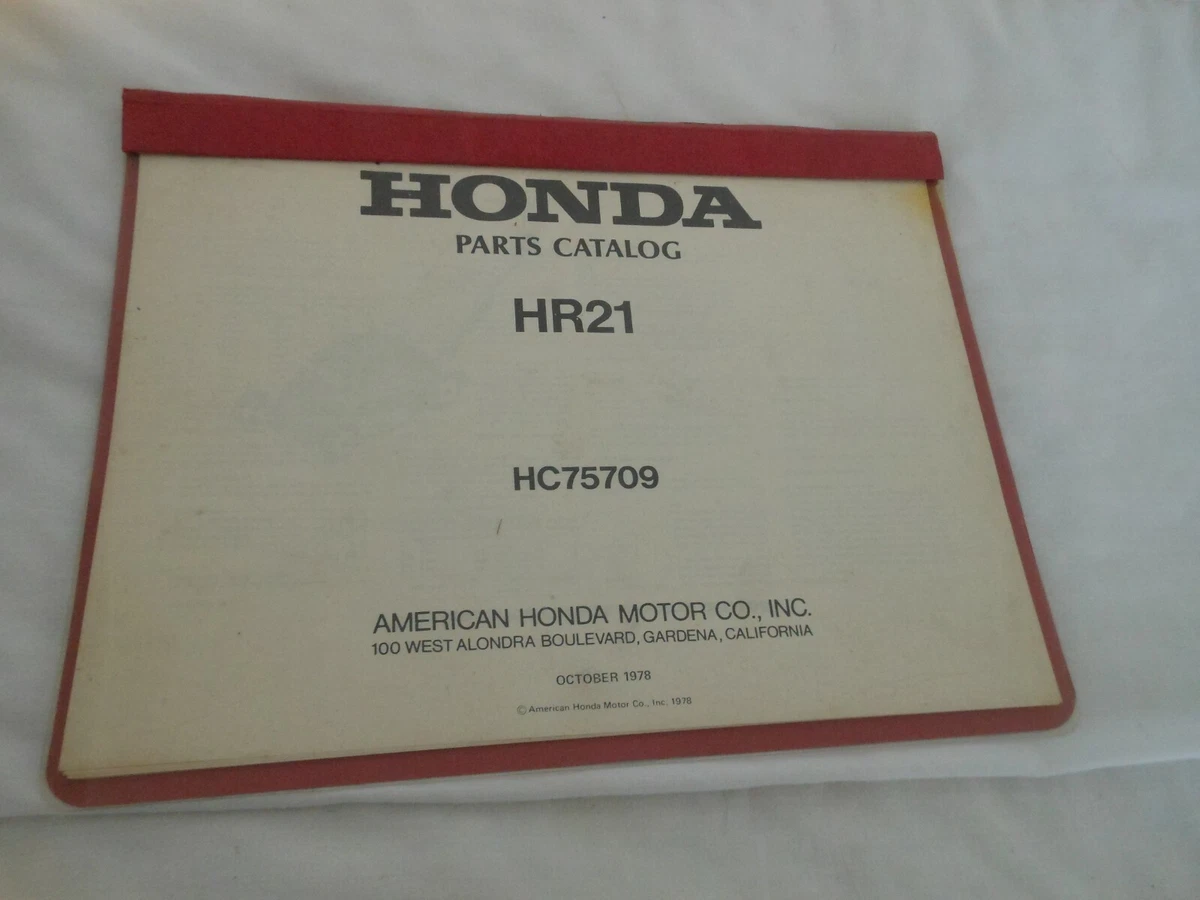 HONDA
PARTS CATALOG
HR21
HC75709
AMERICAN HONDA MOTOR CO., INC.
100 WEST ALONDRA BOULEVARD, GARDENA, CALIFORNIA
OCTOBER 1978
© American Honda Motor Co., Inc. 1978